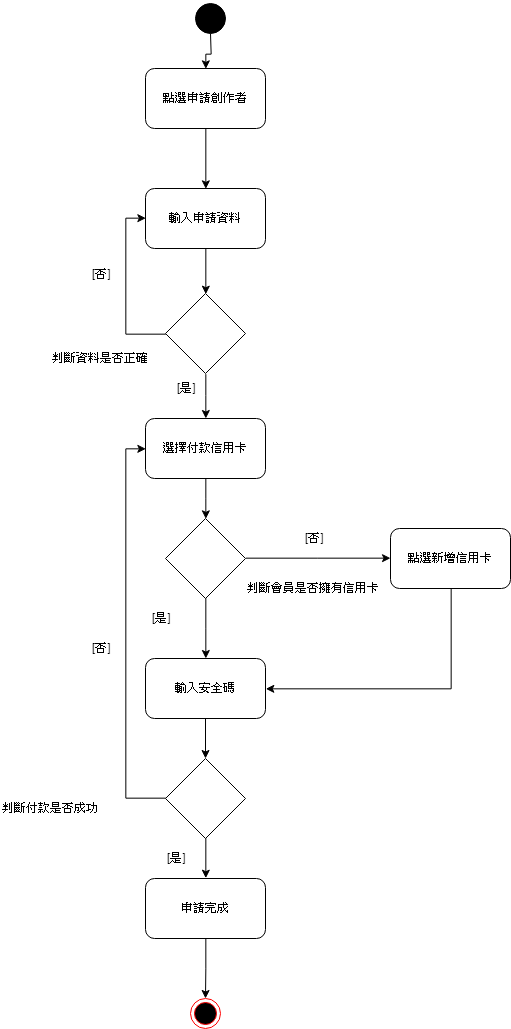 點選申請創作者
輸入申請資料
[否]
判斷資料是否正確
[是]
選擇付款信用卡
[否]
點選新增信用卡
判斷會員是否擁有信用卡
[是]
[否]
輸入安全碼
判斷付款是否成功
[是]
申請完成